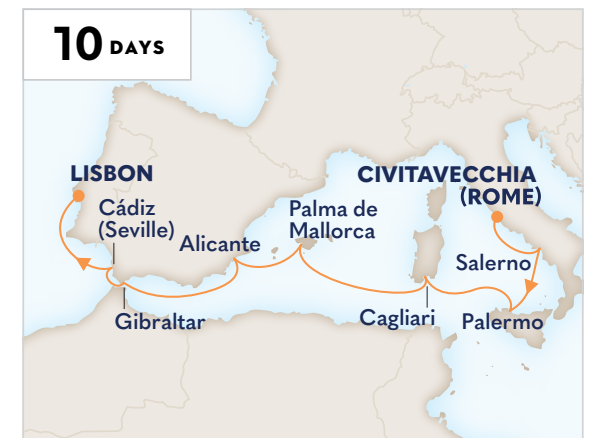 10 DAYS
LISBON
CIVITAVECCHIA
(ROME)
Cádiz
(Seville)
Palma de
Mallorca
Alicante
Salerno
Gibraltar
Cagliari
Palermo